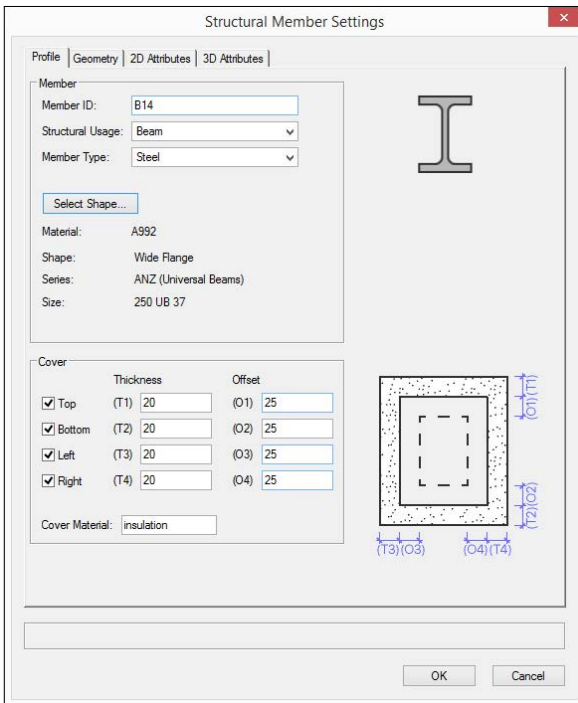 Structural Member Settings
x
Profile Geometry 2D Attributes 3D Attributes
Member
Member ID: B14
Structural Usage: Beam
Member Type: Steel
Select Shape...
Material: A992
Shape: Wide Flange
Series: ANZ (Universal Beams)
Size: 250 UB 37
Cover
Thickness Offset
Top (T1) 20 (O1) 25
Bottom (T2) 20 (O2) 25
Left (T3) 20 (O3) 25
Right (T4) 20 (O4) 25
Cover Material: insulation
(O1)(T1)
(T2)(O2)
(T3)(O3) (O4)(T4)
OK Cancel